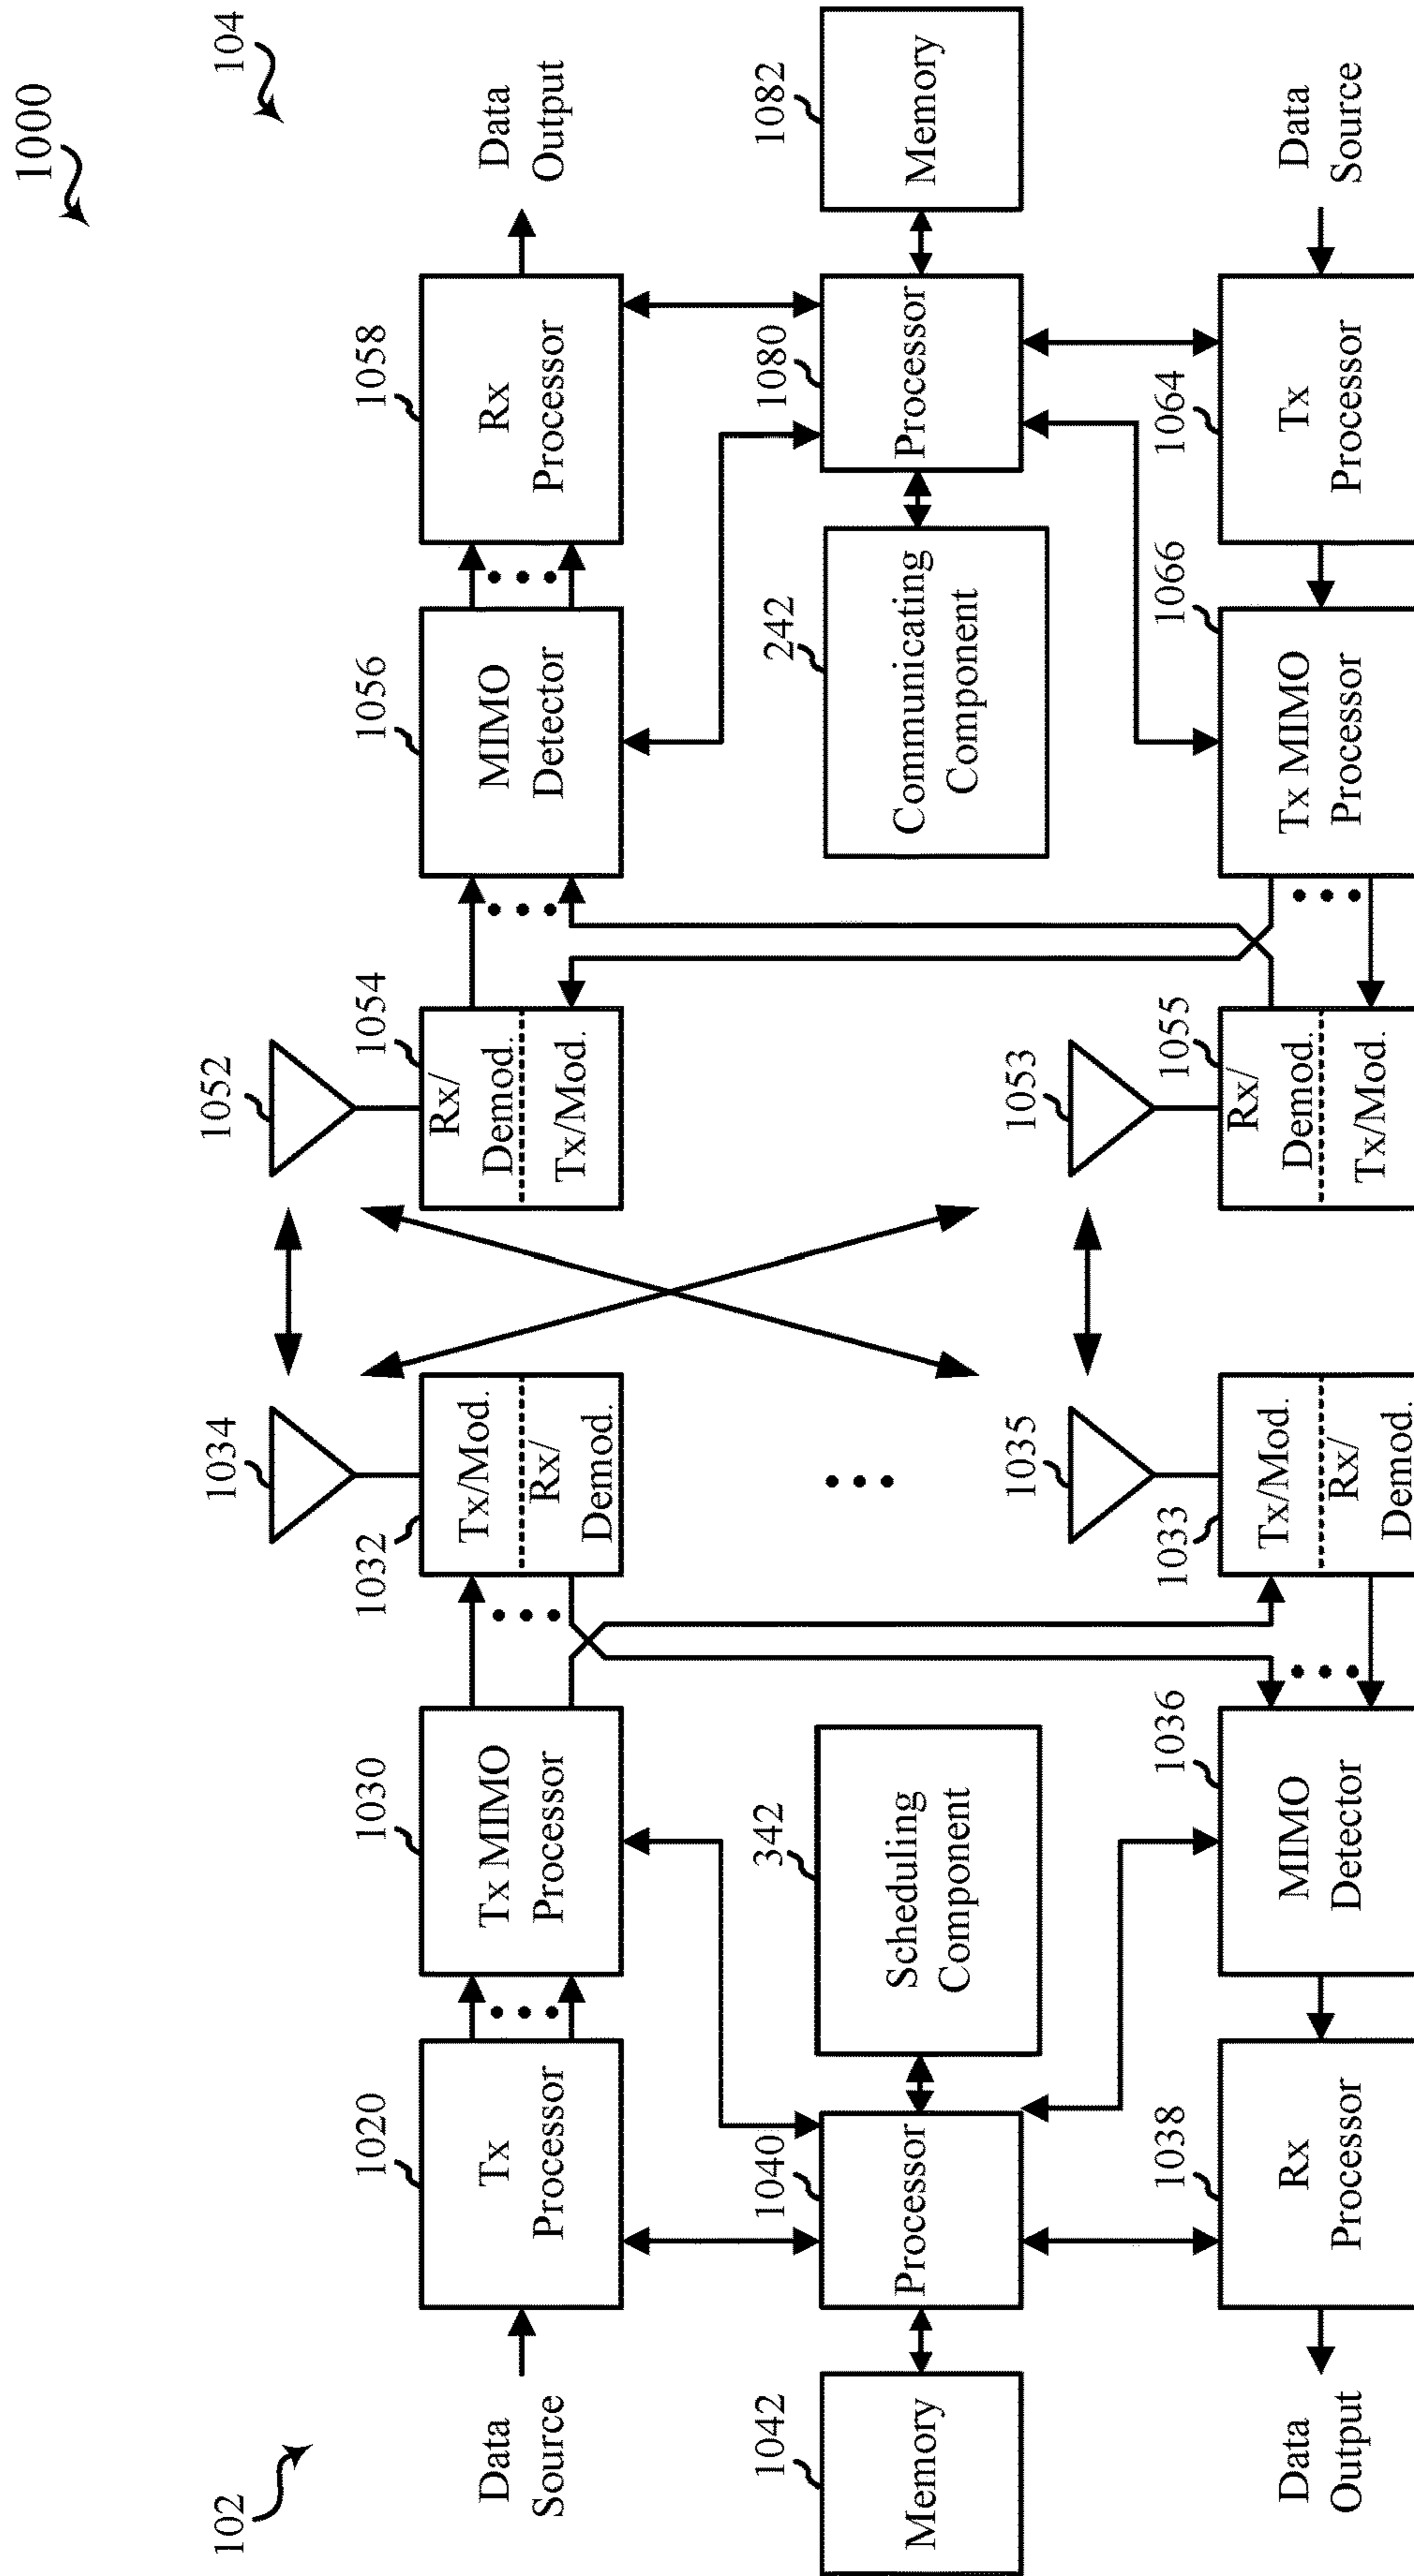 1000
102
104
1034
1052
Data
Source
1020
Tx
Processor
1030
Tx MIMO
Processor
1032
Tx/Mod.
Rx/
Demod.
1054
Rx/
Demod.
Tx/Mod.
1056
MIMO
Detector
1058
Rx
Processor
Data
Output
1042
Memory
1040
Processor
342
Scheduling
Component
242
Communicating
Component
1080
Processor
1082
Memory
1035
1053
Data
Output
1038
Rx
Processor
1036
MIMO
Detector
1033
Tx/Mod.
Rx/
Demod.
1055
Rx/
Demod.
Tx/Mod.
1066
Tx MIMO
Processor
1064
Tx
Processor
Data
Source